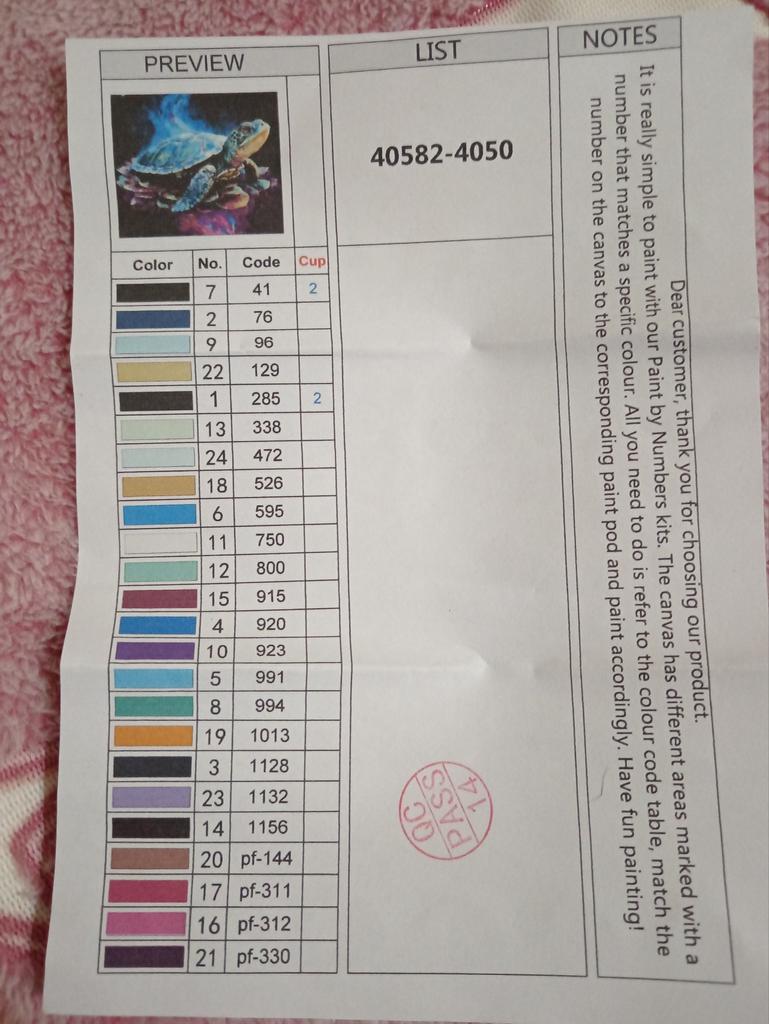 PREVIEW
LIST
NOTES
40582-4050
Color No. Code Cup
7 41 2
2 76
9 96
22 129
1 285 2
13 338
24 472
18 526
6 595
11 750
12 800
15 915
4 920
10 923
5 991
8 994
19 1013
3 1128
23 1132
14 1156
20 pf-144
17 pf-311
16 pf-312
21 pf-330
QC
PASS
14
Dear customer, thank you for choosing our product.
It is really simple to paint with our Paint by Numbers kits. The canvas has different areas marked with a
number that matches a specific colour. All you need to do is refer to the colour code table, match the
number on the canvas to the corresponding paint pod and paint accordingly. Have fun painting!